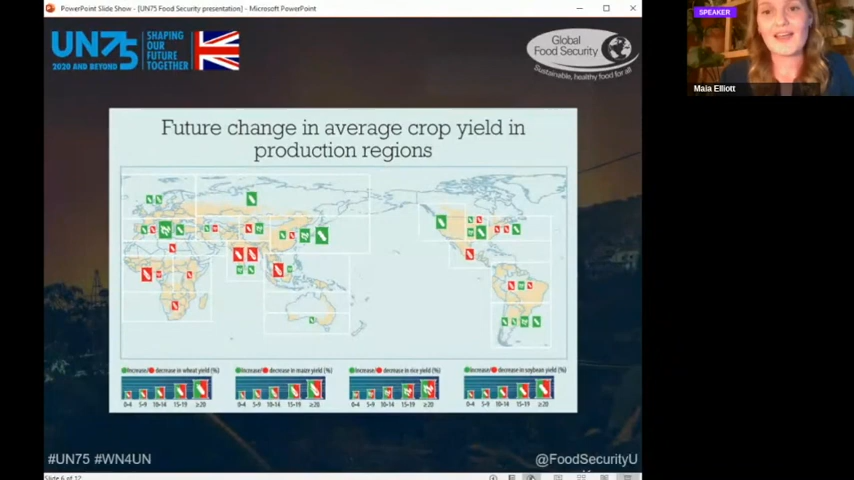 PowerPoint Slide Show - [UN75 Food Security presentation] - Microsoft PowerPoint
SPEAKER
Maia Elliott
UN75
2020 AND BEYOND
SHAPING
OUR
FUTURE
TOGETHER
Global
Food Security
Sustainable, healthy food for all
Future change in average crop yield in
production regions
Increase/ decrease in wheat yield (%)
0-4 5-9 10-14 15-19 ≥20
Increase/ decrease in maize yield (%)
0-4 5-9 10-14 15-19 ≥20
Increase/ decrease in rice yield (%)
0-4 5-9 10-14 15-19 ≥20
Increase/ decrease in soybean yield (%)
0-4 5-9 10-14 15-19 ≥20
#UN75 #WN4UN
@FoodSecurityU
Slide 6 of 12